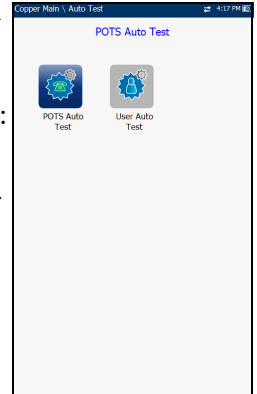 Copper Main \ Auto Test 4:17 PM
POTS Auto Test
POTS Auto User Auto
Test Test
: